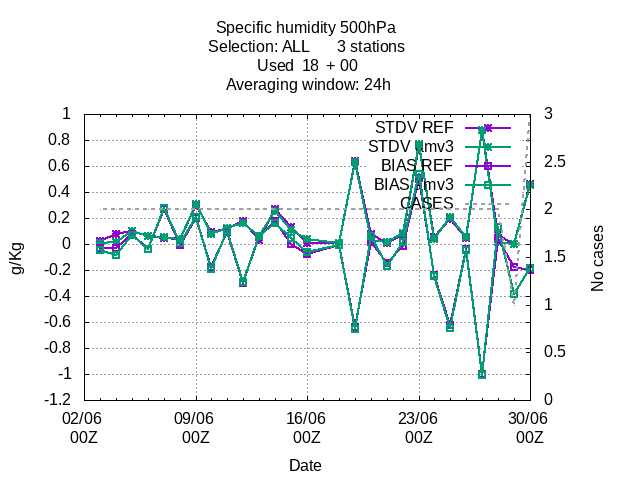 Specific humidity 500hPa
Selection: ALL 3 stations
Used 18 + 00
Averaging window: 24h
1
0.8
0.6
0.4
0.2
0
-0.2
-0.4
-0.6
-0.8
-1
-1.2
g/Kg
3
2.5
2
1.5
1
0.5
0
No cases
STDV REF
STDV mv3
BIAS REF
BIAS mv3
CASES
02/06 09/06 16/06 23/06 30/06
00Z 00Z 00Z 00Z 00Z
Date